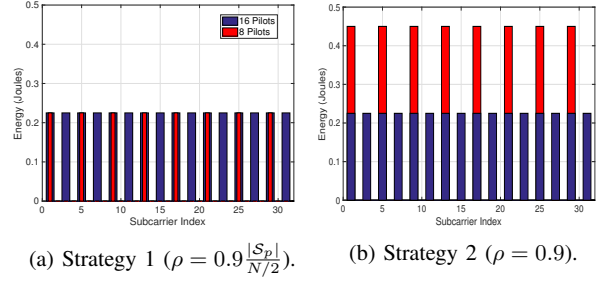 0.5
0.4
0.3
0.2
0.1
0
0 5 10 15 20 25 30
Energy (Joules)
Subcarrier Index
16 Pilots
8 Pilots
0.5
0.4
0.3
0.2
0.1
0
0 5 10 15 20 25 30
Energy (Joules)
Subcarrier Index
(a) Strategy 1 (ρ = 0.9 |𝒮ₚ| / N/2).
(b) Strategy 2 (ρ = 0.9).